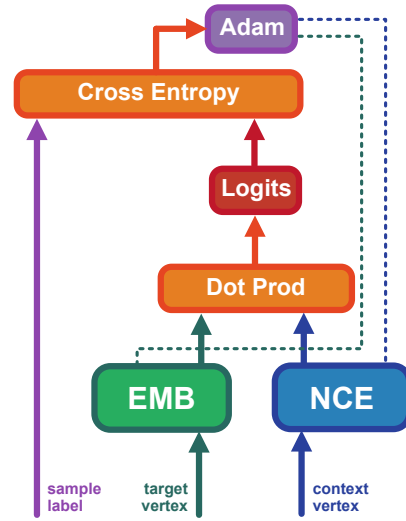 Adam
Cross Entropy
Logits
Dot Prod
EMB
NCE
sample
label
target
vertex
context
vertex